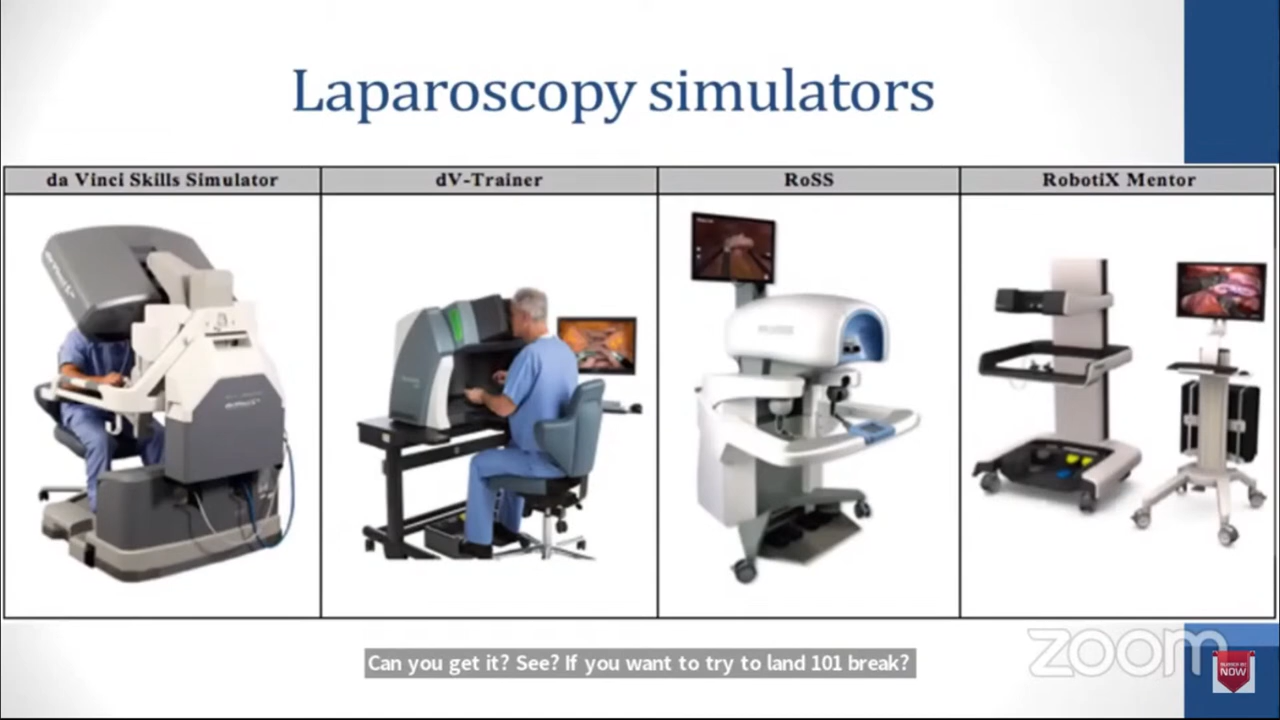 Laparoscopy simulators
da Vinci Skills Simulator
dV-Trainer
RoSS
RobotiX Mentor
Can you get it? See? If you want to try to land 101 break?
zoom
NOW